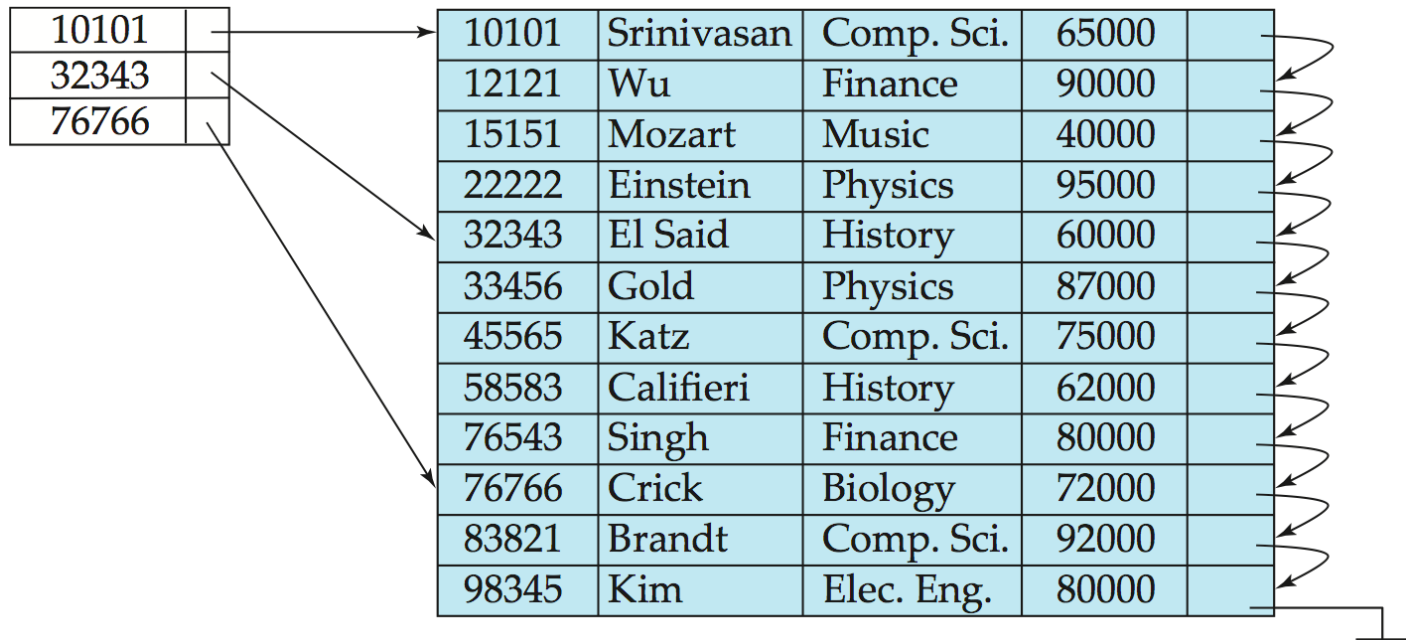 10101
32343
76766
10101 Srinivasan Comp. Sci. 65000
12121 Wu Finance 90000
15151 Mozart Music 40000
22222 Einstein Physics 95000
32343 El Said History 60000
33456 Gold Physics 87000
45565 Katz Comp. Sci. 75000
58583 Califieri History 62000
76543 Singh Finance 80000
76766 Crick Biology 72000
83821 Brandt Comp. Sci. 92000
98345 Kim Elec. Eng. 80000